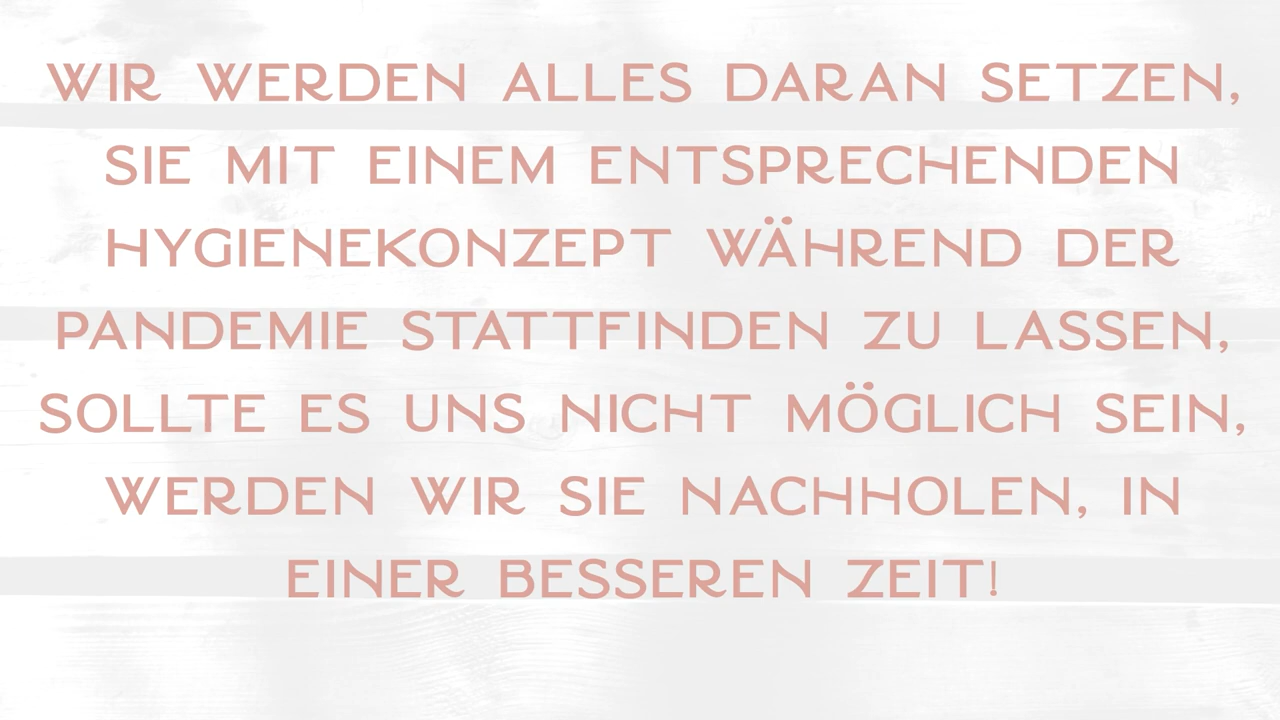 WIR WERDEN ALLES DARAN SETZEN,
SIE MIT EINEM ENTSPRECHENDEN
HYGIENEKONZEPT WÄHREND DER
PANDEMIE STATTFINDEN ZU LASSEN,
SOLLTE ES UNS NICHT MÖGLICH SEIN,
WERDEN WIR SIE NACHHOLEN, IN
EINER BESSEREN ZEIT!